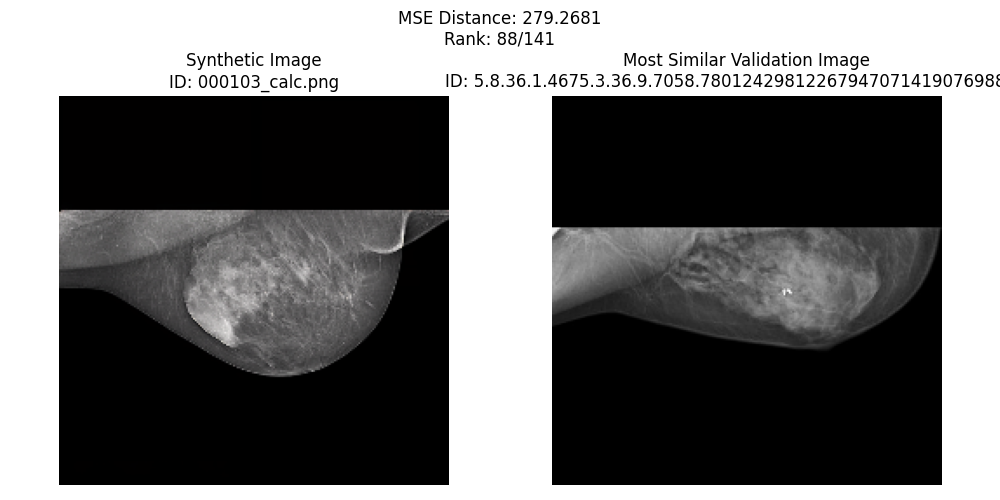 MSE Distance: 279.2681
Rank: 88/141
Synthetic Image
ID: 000103_calc.png
Most Similar Validation Image
ID: 5.8.36.1.4675.3.36.9.7058.78012429812267947071419076988